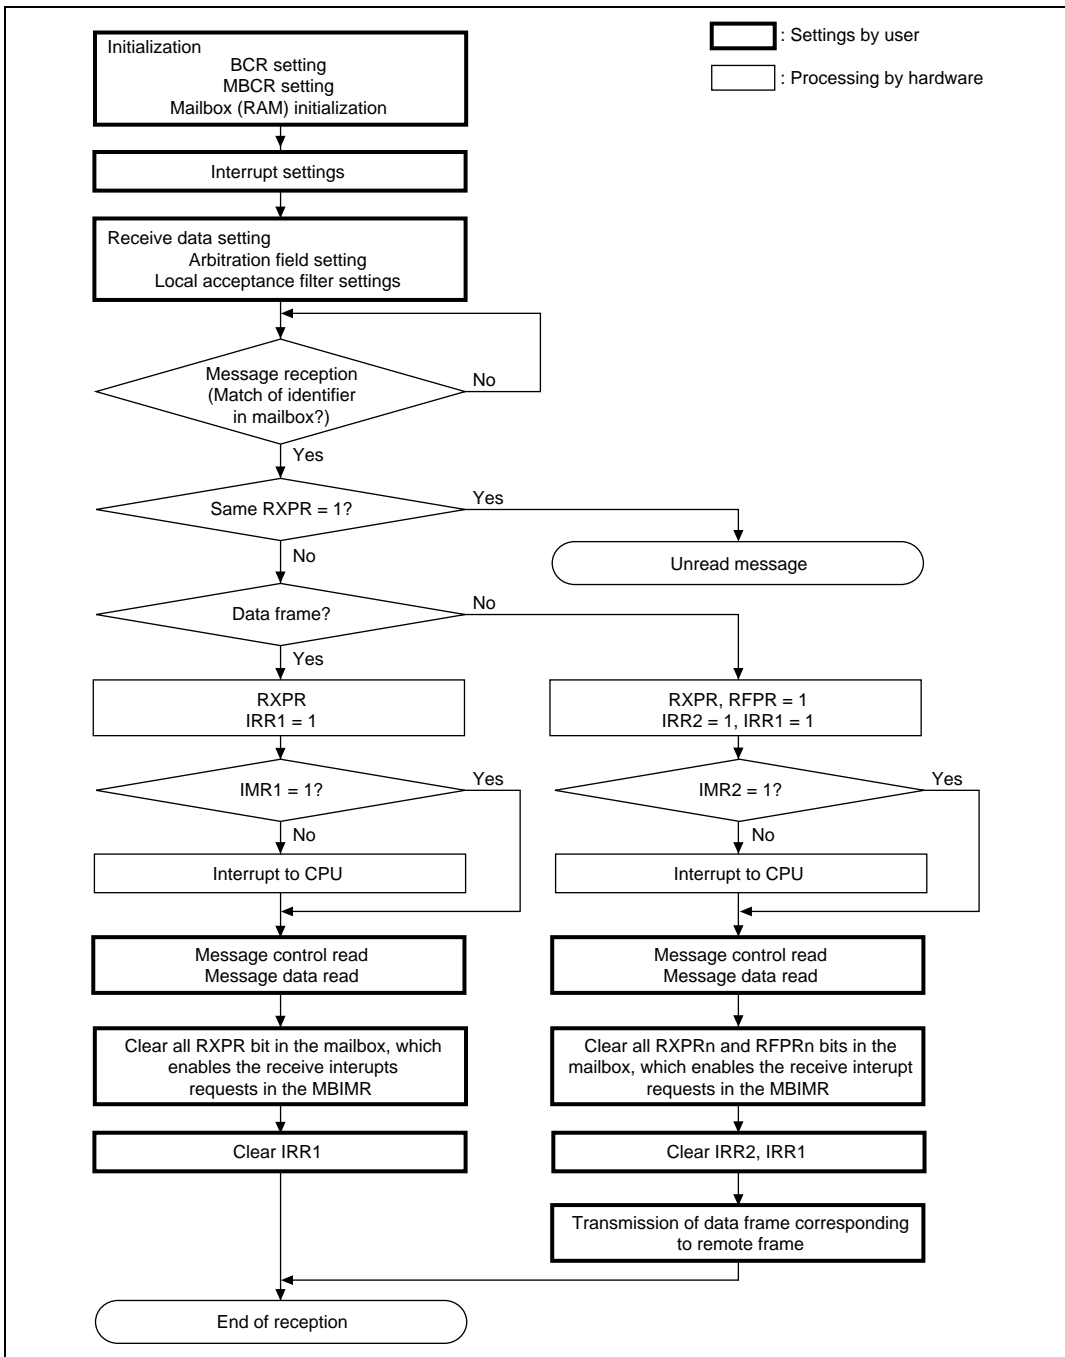 Initialization
BCR setting
MBCR setting
Mailbox (RAM) initialization
: Settings by user
: Processing by hardware
Interrupt settings
Receive data setting
Arbitration field setting
Local acceptance filter settings
Message reception
(Match of identifier
in mailbox?)
No
Yes
Same RXPR = 1?
Yes
No
Unread message
Data frame?
No
Yes
RXPR
IRR1 = 1
RXPR, RFPR = 1
IRR2 = 1, IRR1 = 1
IMR1 = 1?
Yes
No
IMR2 = 1?
Yes
No
Interrupt to CPU
Interrupt to CPU
Message control read
Message data read
Message control read
Message data read
Clear all RXPR bit in the mailbox, which
enables the receive interupts
requests in the MBIMR
Clear all RXPRn and RFPRn bits in the
mailbox, which enables the receive interrupt
requests in the MBIMR
Clear IRR1
Clear IRR2, IRR1
Transmission of data frame corresponding
to remote frame
End of reception